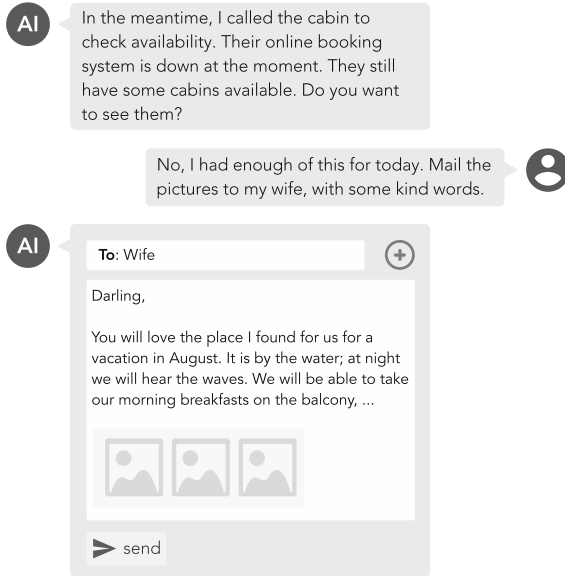 AI
In the meantime, I called the cabin to
check availability. Their online booking
system is down at the moment. They still
have some cabins available. Do you want
to see them?
No, I had enough of this for today. Mail the
pictures to my wife, with some kind words.
AI
To: Wife
Darling,
You will love the place I found for us for a
vacation in August. It is by the water; at night
we will hear the waves. We will be able to take
our morning breakfasts on the balcony, ...
send